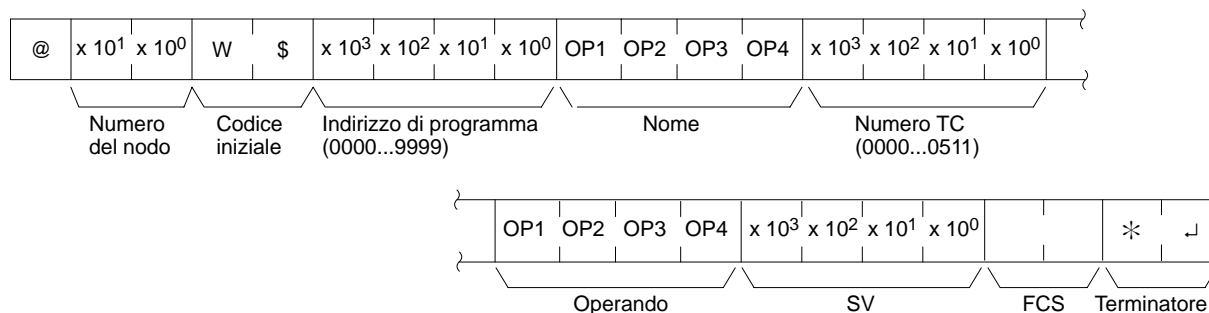 @ x 10¹ x 10⁰ W $ x 10³ x 10² x 10¹ x 10⁰ OP1 OP2 OP3 OP4 x 10³ x 10² x 10¹ x 10⁰
Numero del nodo
Codice iniziale
Indirizzo di programma (0000...9999)
Nome
Numero TC (0000...0511)
OP1 OP2 OP3 OP4 x 10³ x 10² x 10¹ x 10⁰ * ↵
Operando SV FCS Terminatore